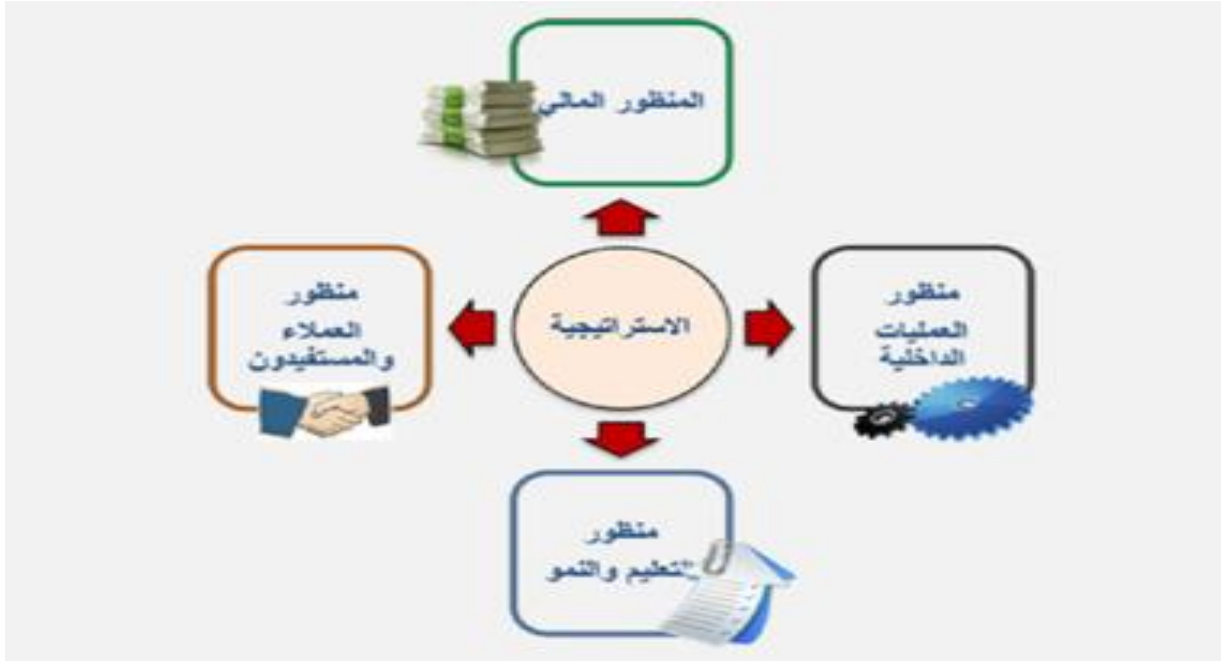 المنظور المالي
منظور
العمليات
الداخلية
الاستراتيجية
منظور
العملاء
والمستفيدون
منظور
التعليم والنمو